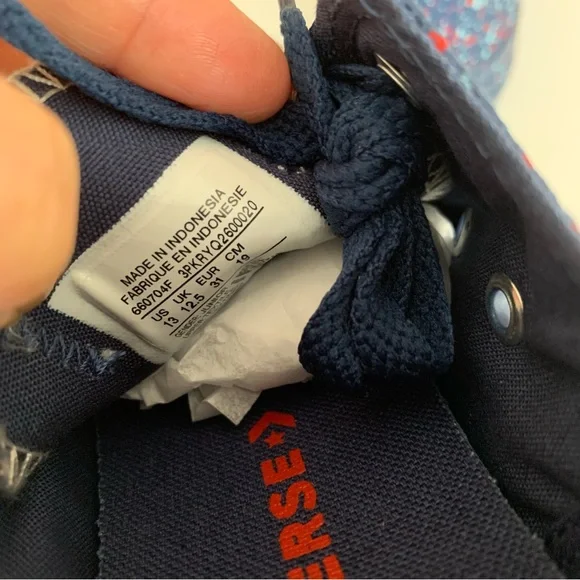 MADE IN INDONESIA
FABRIQUE EN INDONESIE
660704F 3PKRYQ2600020
US UK EUR CM
13 12.5 31 19
ERSE